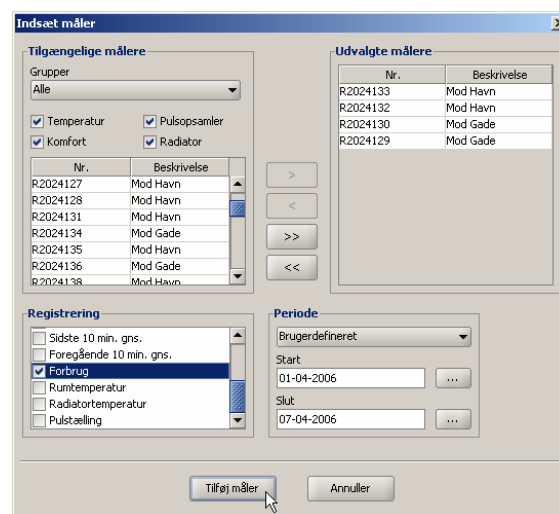 Indsæt måler
Tilgængelige målere
Grupper
Alle
Temperatur Pulsopsamler
Komfort Radiator
Nr. Beskrivelse
R2024127 Mod Havn
R2024128 Mod Havn
R2024131 Mod Havn
R2024134 Mod Gade
R2024135 Mod Havn
R2024136 Mod Gade
R2024138 Mod Havn
>
<
>>
<<
Udvalgte målere
Nr. Beskrivelse
R2024133 Mod Havn
R2024132 Mod Havn
R2024130 Mod Gade
R2024129 Mod Gade
Registrering
Sidste 10 min. gns.
Foregående 10 min. gns.
Forbrug
Rumtemperatur
Radiatortemperatur
Pulstælling
Periode
Brugerdefineret
Start
01-04-2006 ...
Slut
07-04-2006 ...
Tilføj måler Annuller